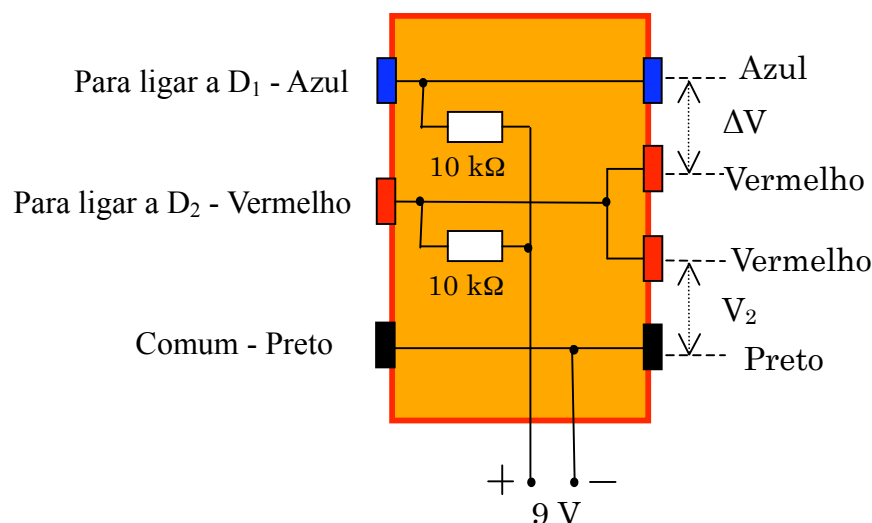 Para ligar a D₁ - Azul
Azul
ΔV
10 kΩ
Vermelho
Para ligar a D₂ - Vermelho
Vermelho
10 kΩ
V₂
Comum - Preto
Preto
+ −
9 V